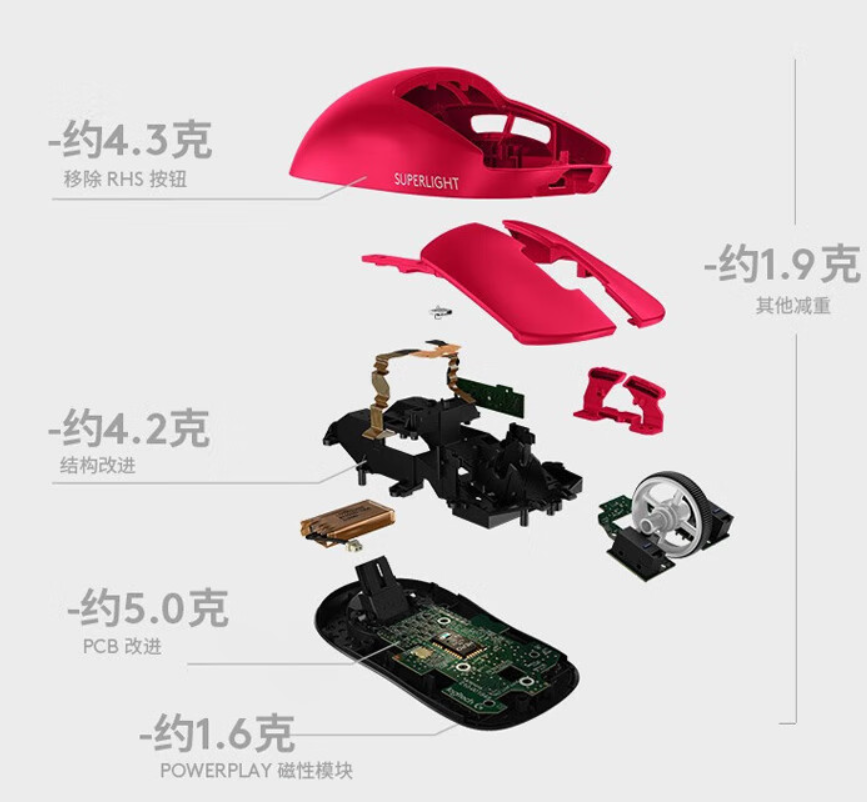 -约4.3克
移除 RHS 按钮
SUPERLIGHT
-约1.9克
其他减重
-约4.2克
结构改进
-约5.0克
PCB 改进
logitech G
-约1.6克
POWERPLAY 磁性模块